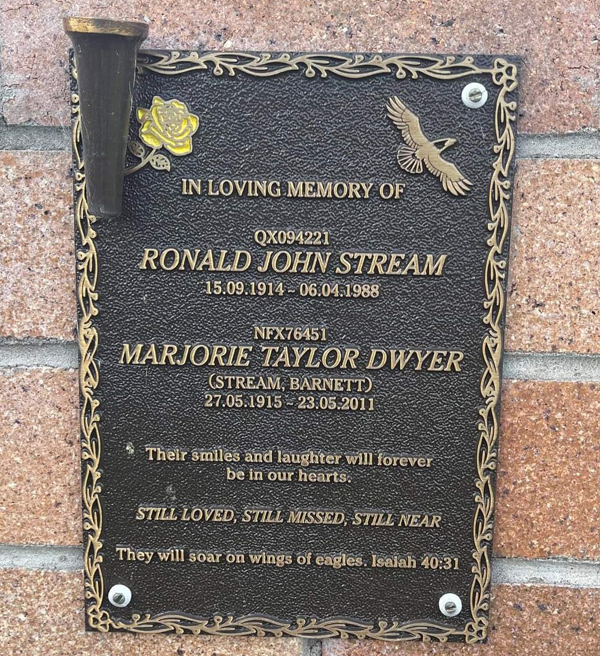 IN LOVING MEMORY OF
QX094221
RONALD JOHN STREAM
15.09.1914 - 06.04.1988
NFX76451
MARJORIE TAYLOR DWYER
(STREAM, BARNETT)
27.05.1915 - 23.05.2011
Their smiles and laughter will forever
be in our hearts.
STILL LOVED, STILL MISSED, STILL NEAR
They will soar on wings of eagles. Isaiah 40:31